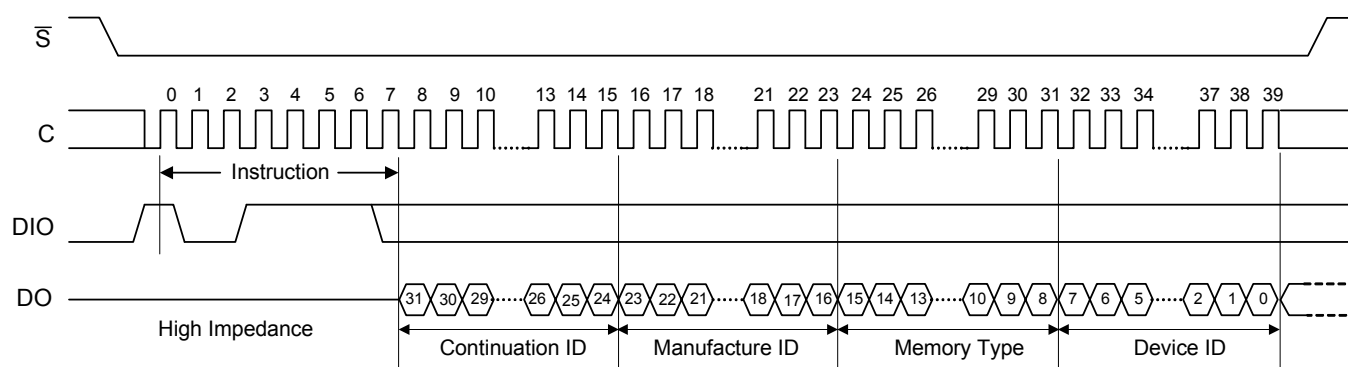 S
0 1 2 3 4 5 6 7 8 9 10 13 14 15 16 17 18 21 22 23 24 25 26 29 30 31 32 33 34 37 38 39
C
Instruction
DIO
DO
31 30 29 26 25 24 23 22 21 18 17 16 15 14 13 10 9 8 7 6 5 2 1 0
High Impedance
Continuation ID Manufacture ID Memory Type Device ID